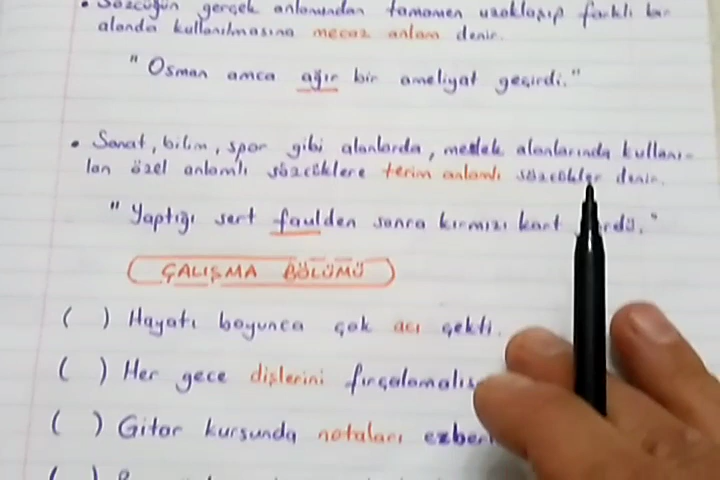 • Sözcüğün gerçek anlamından tamamen uzaklaşıp farklı bir
alanda kullanılmasına mecaz anlam denir.
"Osman amca ağır bir ameliyat geçirdi."
• Sanat, bilim, spor gibi alanlarda, meslek alanlarında kullanı-
lan özel anlamlı sözcüklere terim anlamlı sözcükler denir.
"Yaptığı sert faulden sonra kırmızı kart
ÇALIŞMA BÖLÜMÜ
( ) Hayatı boyunca çok acı çekti.
( ) Her gece dişlerini
( ) Gitar kursunda notaları
( )